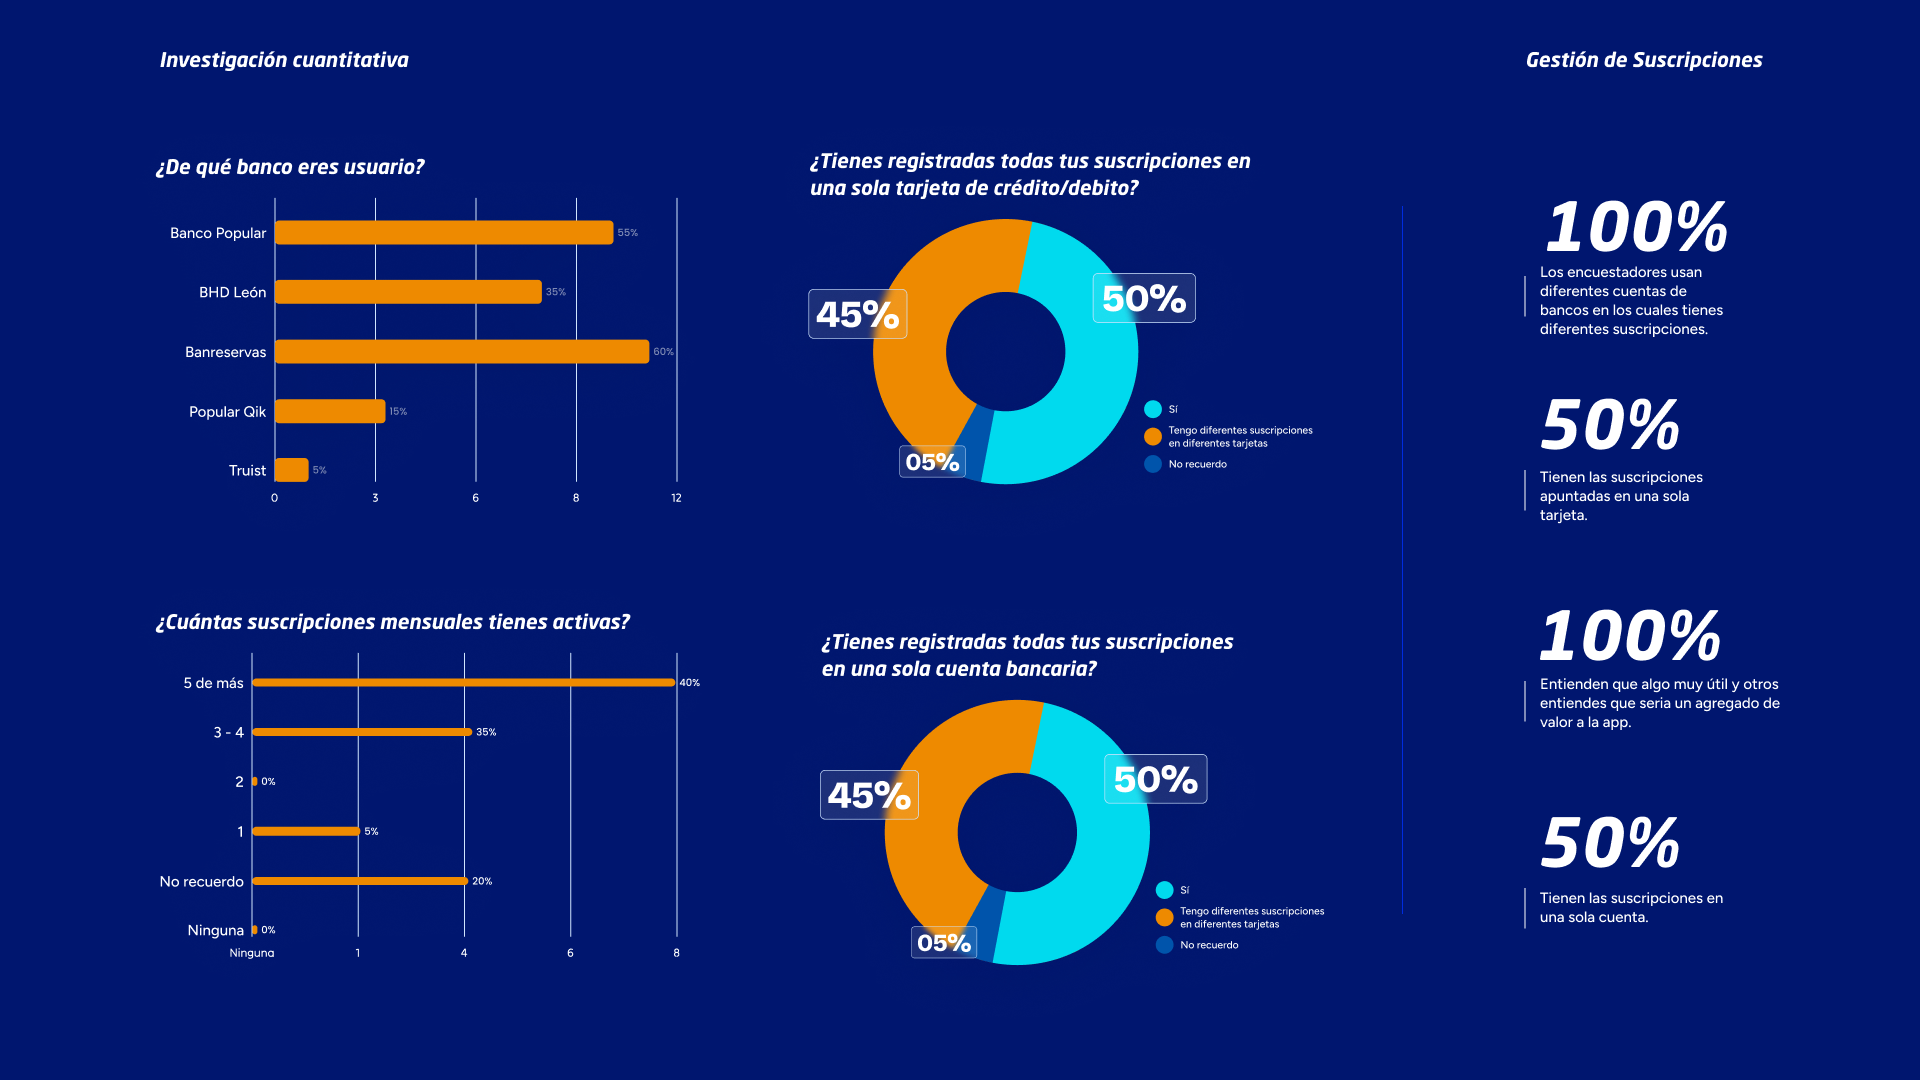 Investigación cuantitativa
Gestión de Suscripciones
¿De qué banco eres usuario?
Banco Popular
55%
BHD León
35%
Banreservas
60%
Popular Qik
15%
Truist
5%
0
3
6
8
12
¿Tienes registradas todas tus suscripciones en
una sola tarjeta de crédito/debito?
45%
50%
05%
Sí
Tengo diferentes suscripciones
en diferentes tarjetas
No recuerdo
¿Cuántas suscripciones mensuales tienes activas?
5 de más
40%
3 - 4
35%
2
0%
1
5%
No recuerdo
20%
Ninguna
0%
Ninguna
1
4
6
8
¿Tienes registradas todas tus suscripciones
en una sola cuenta bancaria?
45%
50%
05%
Sí
Tengo diferentes suscripciones
en diferentes tarjetas
No recuerdo
100%
Los encuestadores usan
diferentes cuentas de
bancos en los cuales tienes
diferentes suscripciones.
50%
Tienen las suscripciones
apuntadas en una sola
tarjeta.
100%
Entienden que algo muy útil y otros
entiendes que seria un agregado de
valor a la app.
50%
Tienen las suscripciones en
una sola cuenta.